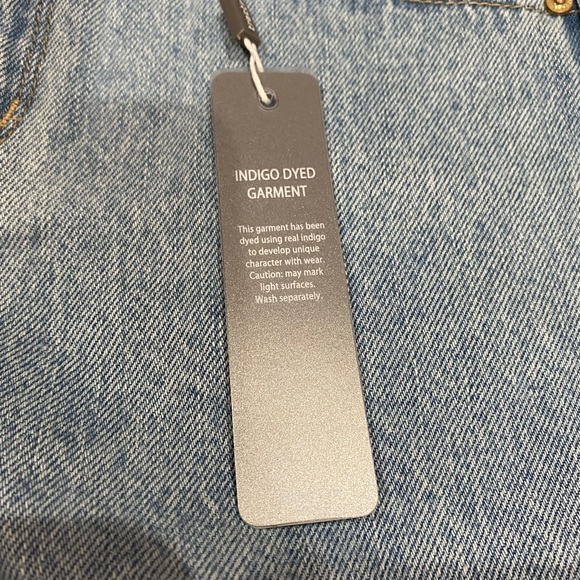 INDIGO DYED
GARMENT
This garment has been
dyed using real indigo
to develop unique
character with wear.
Caution: may mark
light surfaces.
Wash separately.